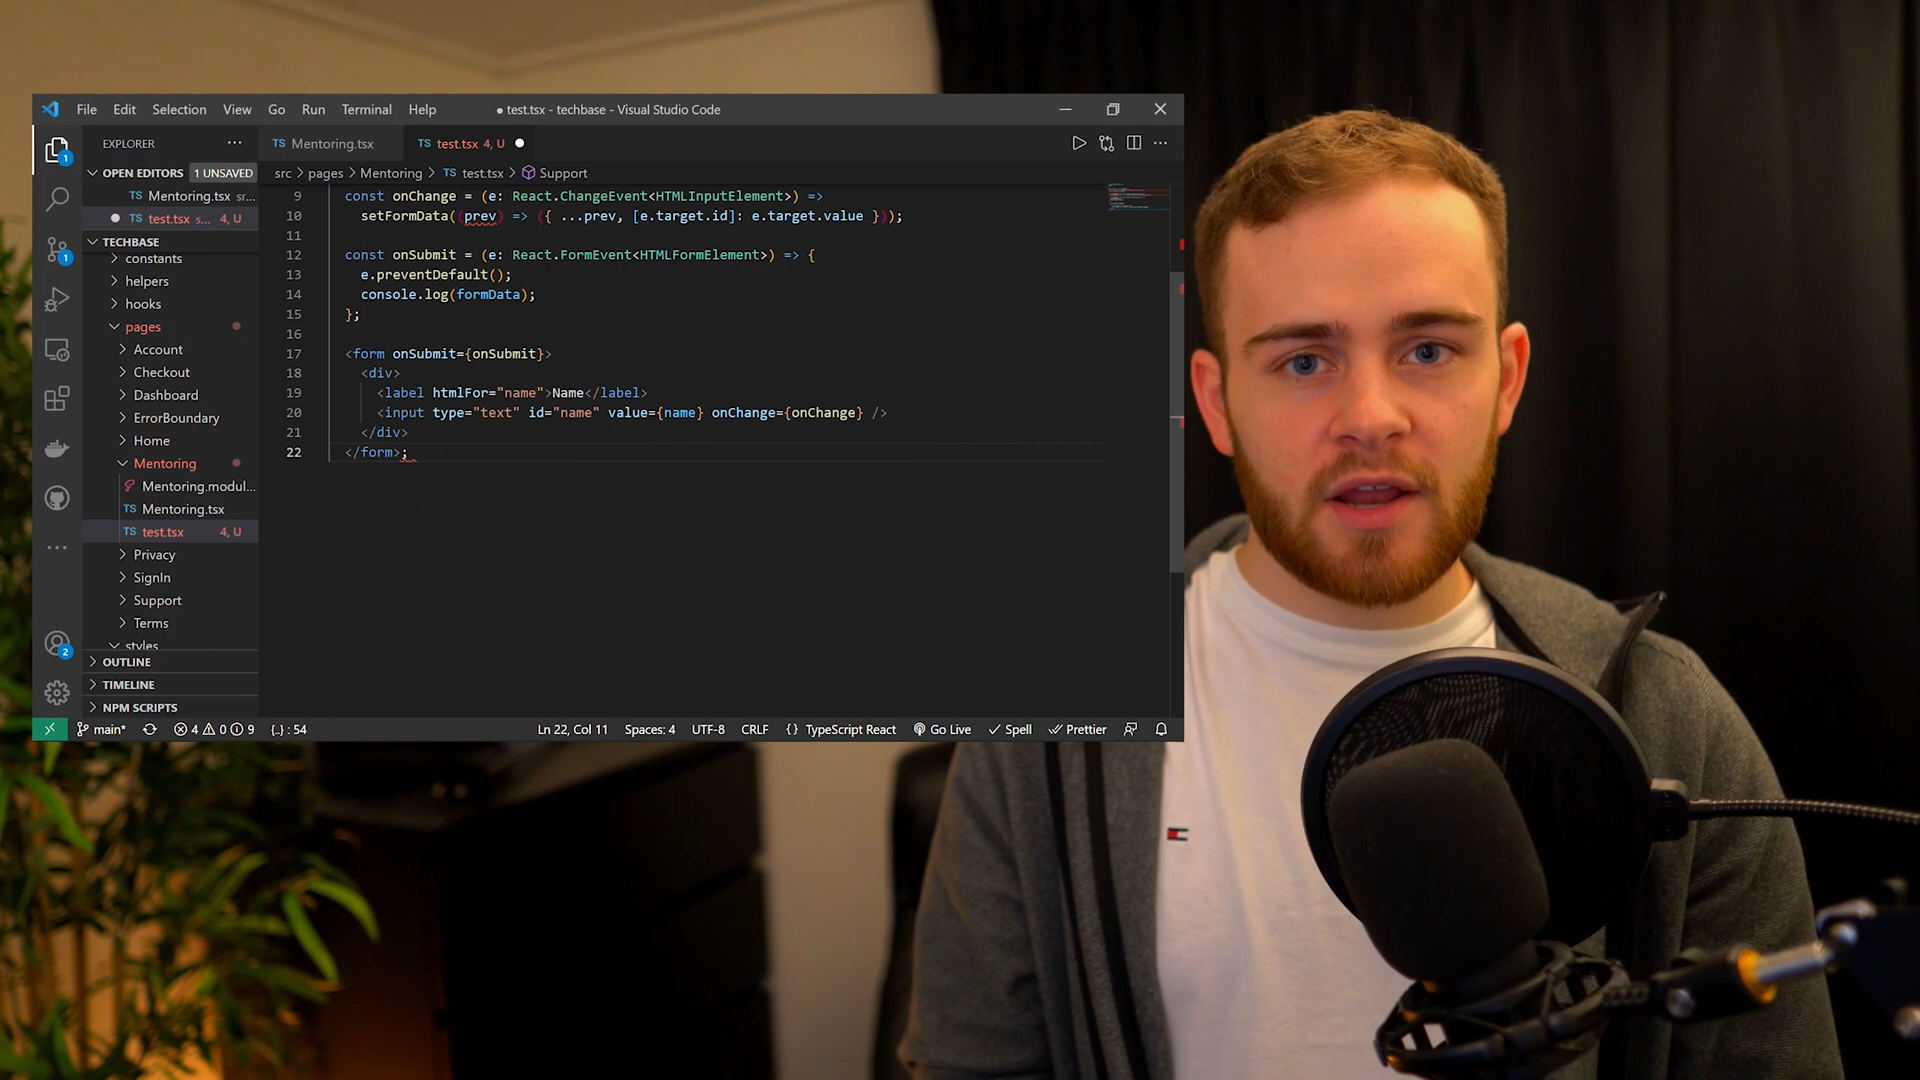 File Edit Selection View Go Run Terminal Help ● test.tsx - techbase - Visual Studio Code
EXPLORER ···
TS Mentoring.tsx
TS test.tsx 4, U ●
OPEN EDITORS 1 UNSAVED
TS Mentoring.tsx sr...
● TS test.tsx s... 4, U
TECHBASE
constants
helpers
hooks
pages
Account
Checkout
Dashboard
ErrorBoundary
Home
Mentoring
Mentoring.modul...
TS Mentoring.tsx
TS test.tsx 4, U
Privacy
SignIn
Support
Terms
styles
OUTLINE
TIMELINE
NPM SCRIPTS
1
1
2
src > pages > Mentoring > TS test.tsx > Support
9 const onChange = (e: React.ChangeEvent<HTMLInputElement>) =>
10 setFormData((prev) => ({ ...prev, [e.target.id]: e.target.value }));
11
12 const onSubmit = (e: React.FormEvent<HTMLFormElement>) => {
13 e.preventDefault();
14 console.log(formData);
15 };
16
17 <form onSubmit={onSubmit}>
18 <div>
19 <label htmlFor="name">Name</label>
20 <input type="text" id="name" value={name} onChange={onChange} />
21 </div>
22 </form>;
main* 4 0 9 {..} : 54 Ln 22, Col 11 Spaces: 4 UTF-8 CRLF {} TypeScript React Go Live ✓ Spell Prettier